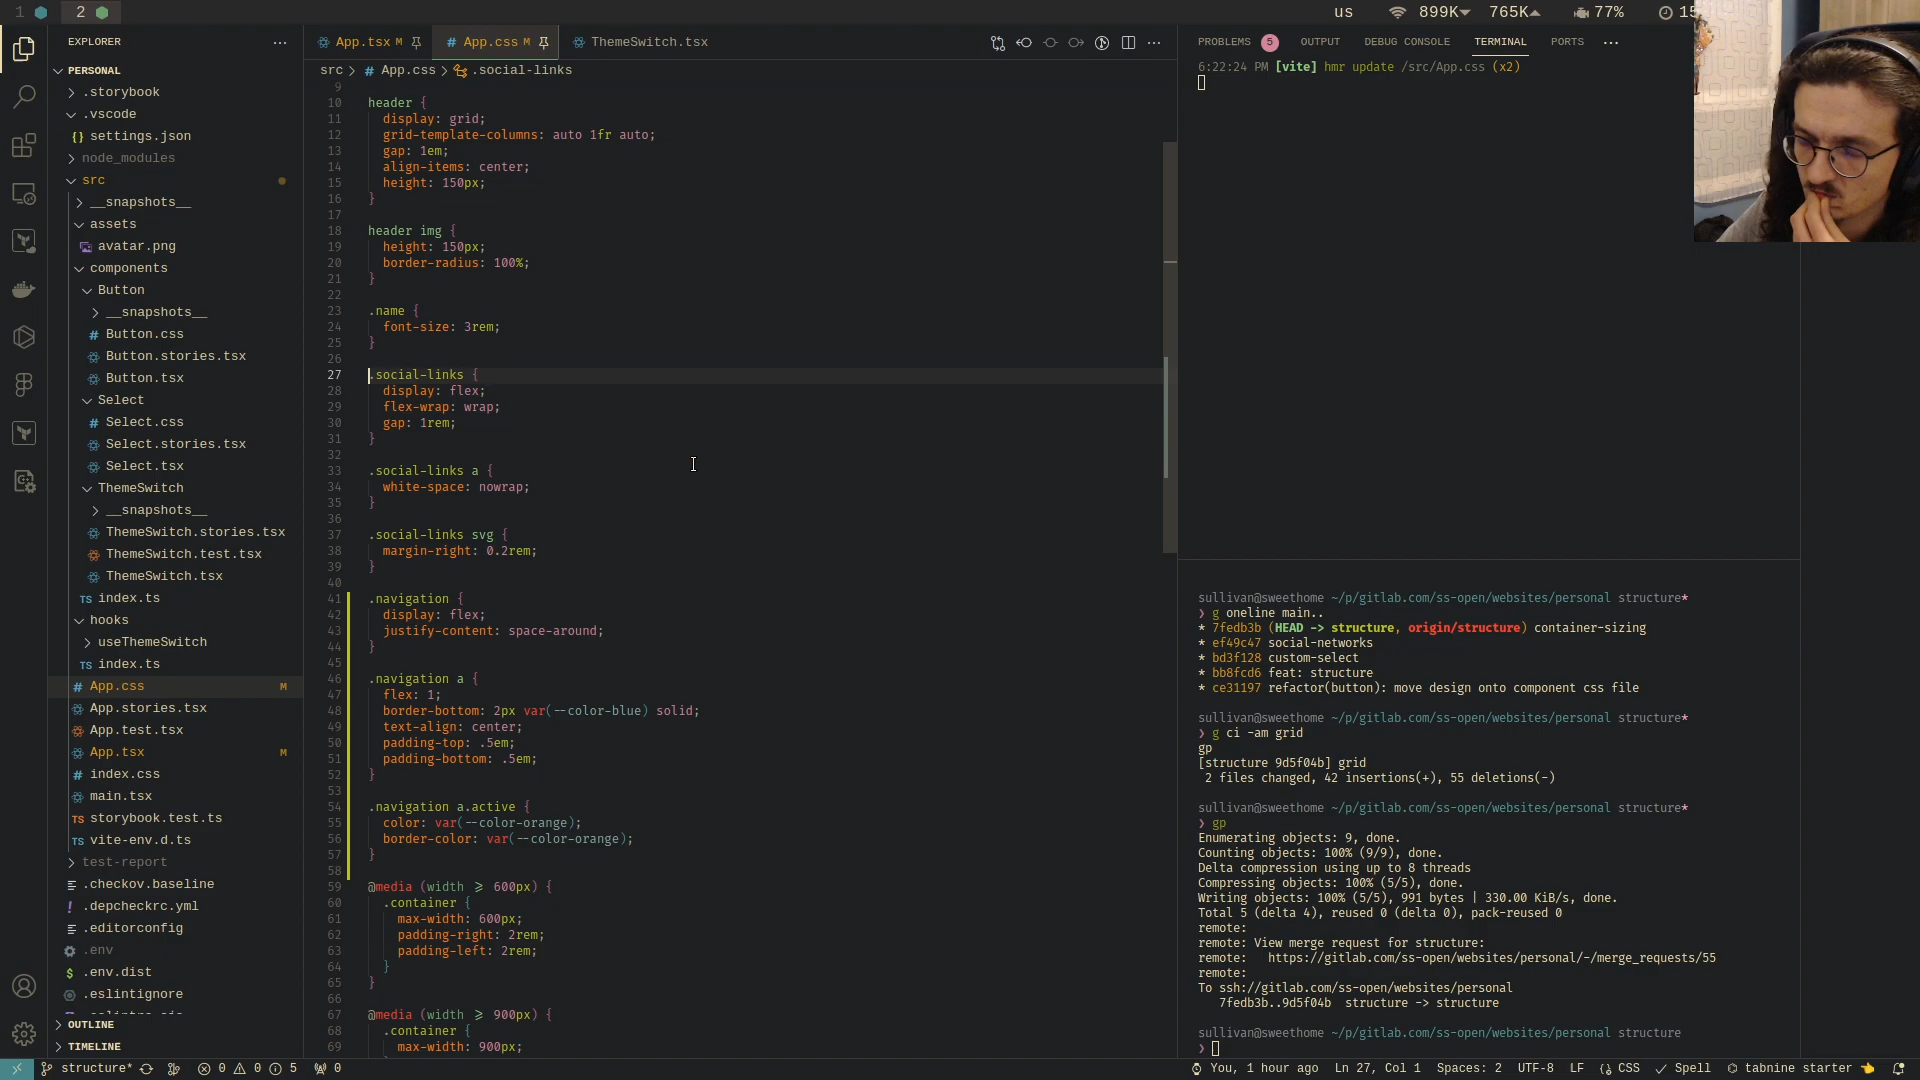 1 2 us 899K 765K 77% 15
EXPLORER
PERSONAL
.storybook
.vscode
settings.json
node_modules
src
__snapshots__
assets
avatar.png
components
Button
__snapshots__
Button.css
Button.stories.tsx
Button.tsx
Select
Select.css
Select.stories.tsx
Select.tsx
ThemeSwitch
__snapshots__
ThemeSwitch.stories.tsx
ThemeSwitch.test.tsx
ThemeSwitch.tsx
TS index.ts
hooks
useThemeSwitch
TS index.ts
# App.css M
App.stories.tsx
App.test.tsx
App.tsx M
# index.css
main.tsx
TS storybook.test.ts
TS vite-env.d.ts
test-report
.checkov.baseline
.depcheckrc.yml
.editorconfig
.env
.env.dist
.eslintignore
OUTLINE
TIMELINE
App.tsx M # App.css M ThemeSwitch.tsx
src > # App.css > .social-links
9
10 header {
11 display: grid;
12 grid-template-columns: auto 1fr auto;
13 gap: 1em;
14 align-items: center;
15 height: 150px;
16 }
17
18 header img {
19 height: 150px;
20 border-radius: 100%;
21 }
22
23 .name {
24 font-size: 3rem;
25 }
26
27 .social-links {
28 display: flex;
29 flex-wrap: wrap;
30 gap: 1rem;
31 }
32
33 .social-links a {
34 white-space: nowrap;
35 }
36
37 .social-links svg {
38 margin-right: 0.2rem;
39 }
40
41 .navigation {
42 display: flex;
43 justify-content: space-around;
44 }
45
46 .navigation a {
47 flex: 1;
48 border-bottom: 2px var(--color-blue) solid;
49 text-align: center;
50 padding-top: .5em;
51 padding-bottom: .5em;
52 }
53
54 .navigation a.active {
55 color: var(--color-orange);
56 border-color: var(--color-orange);
57 }
58
59 @media (width ⩾ 600px) {
60 .container {
61 max-width: 600px;
62 padding-right: 2rem;
63 padding-left: 2rem;
64 }
65 }
66
67 @media (width ⩾ 900px) {
68 .container {
69 max-width: 900px;
PROBLEMS 5 OUTPUT DEBUG CONSOLE TERMINAL PORTS
6:22:24 PM [vite] hmr update /src/App.css (x2)
sullivan@sweethome ~/p/gitlab.com/ss-open/websites/personal structure*
❯ g oneline main..
* 7fedb3b (HEAD -> structure, origin/structure) container-sizing
* ef49c47 social-networks
* bd3f128 custom-select
* bb8fcd6 feat: structure
* ce31197 refactor(button): move design onto component css file
sullivan@sweethome ~/p/gitlab.com/ss-open/websites/personal structure*
❯ g ci -am grid
gp
[structure 9d5f04b] grid
2 files changed, 42 insertions(+), 55 deletions(-)
sullivan@sweethome ~/p/gitlab.com/ss-open/websites/personal structure*
❯ gp
Enumerating objects: 9, done.
Counting objects: 100% (9/9), done.
Delta compression using up to 8 threads
Compressing objects: 100% (5/5), done.
Writing objects: 100% (5/5), 991 bytes | 330.00 KiB/s, done.
Total 5 (delta 4), reused 0 (delta 0), pack-reused 0
remote:
remote: View merge request for structure:
remote: https://gitlab.com/ss-open/websites/personal/-/merge_requests/55
remote:
To ssh://gitlab.com/ss-open/websites/personal
7fedb3b..9d5f04b structure -> structure
sullivan@sweethome ~/p/gitlab.com/ss-open/websites/personal structure
❯
structure* 0 0 5 0 You, 1 hour ago Ln 27, Col 1 Spaces: 2 UTF-8 LF CSS Spell tabnine starter